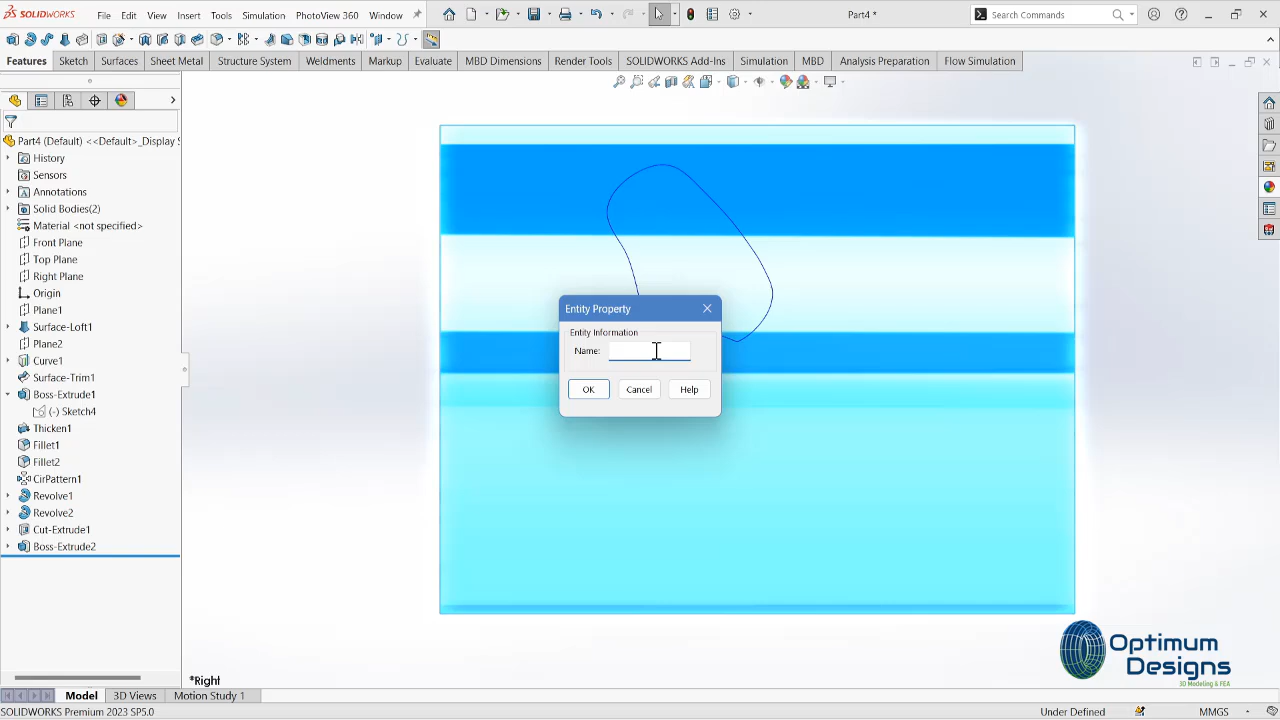 SOLIDWORKS
File Edit View Insert Tools Simulation PhotoView 360 Window
Part4 *
Search Commands
Features Sketch Surfaces Sheet Metal Structure System Weldments Markup Evaluate MBD Dimensions Render Tools SOLIDWORKS Add-Ins Simulation MBD Analysis Preparation Flow Simulation
Part4 (Default) <<Default>_Display S
History
Sensors
Annotations
Solid Bodies(2)
Material <not specified>
Front Plane
Top Plane
Right Plane
Origin
Plane1
Surface-Loft1
Plane2
Curve1
Surface-Trim1
Boss-Extrude1
(-) Sketch4
Thicken1
Fillet1
Fillet2
CirPattern1
Revolve1
Revolve2
Cut-Extrude1
Boss-Extrude2
Entity Property
Entity Information
Name:
OK Cancel Help
*Right
Optimum
Designs
3D Modeling & FEA
Model 3D Views Motion Study 1
SOLIDWORKS Premium 2023 SP5.0
Under Defined
MMGS